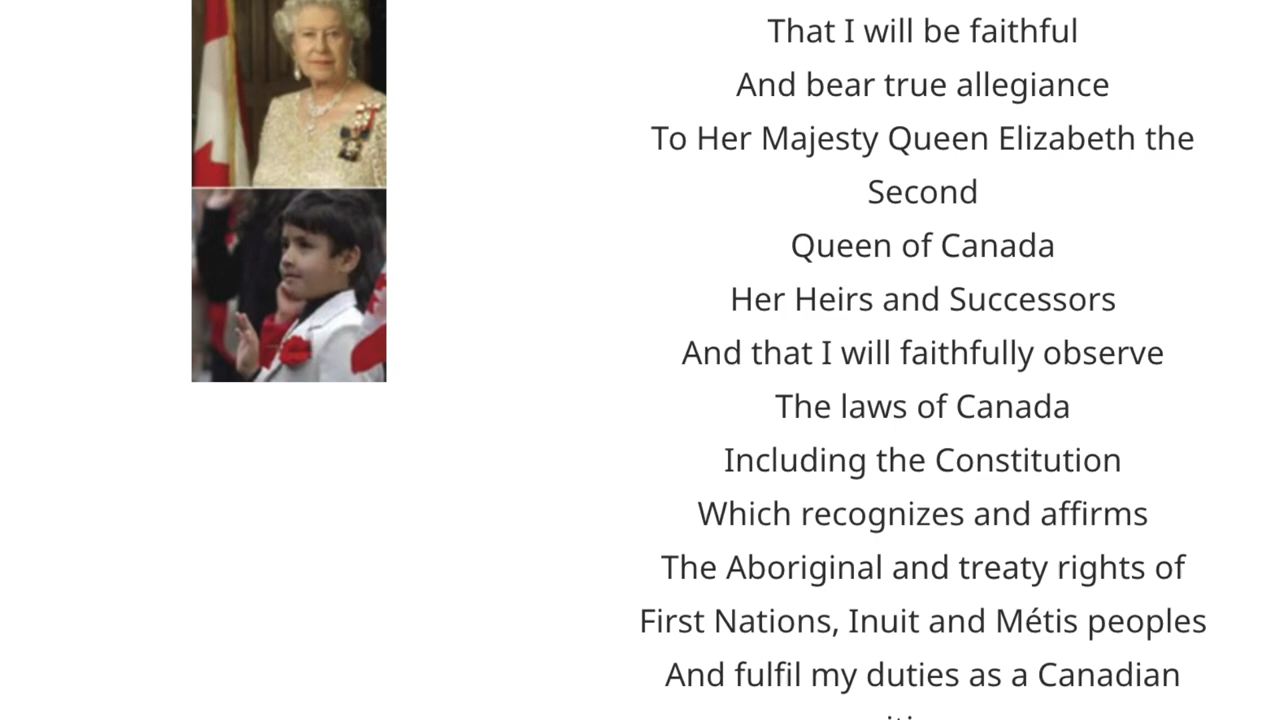 That I will be faithful
And bear true allegiance
To Her Majesty Queen Elizabeth the
Second
Queen of Canada
Her Heirs and Successors
And that I will faithfully observe
The laws of Canada
Including the Constitution
Which recognizes and affirms
The Aboriginal and treaty rights of
First Nations, Inuit and Métis peoples
And fulfil my duties as a Canadian